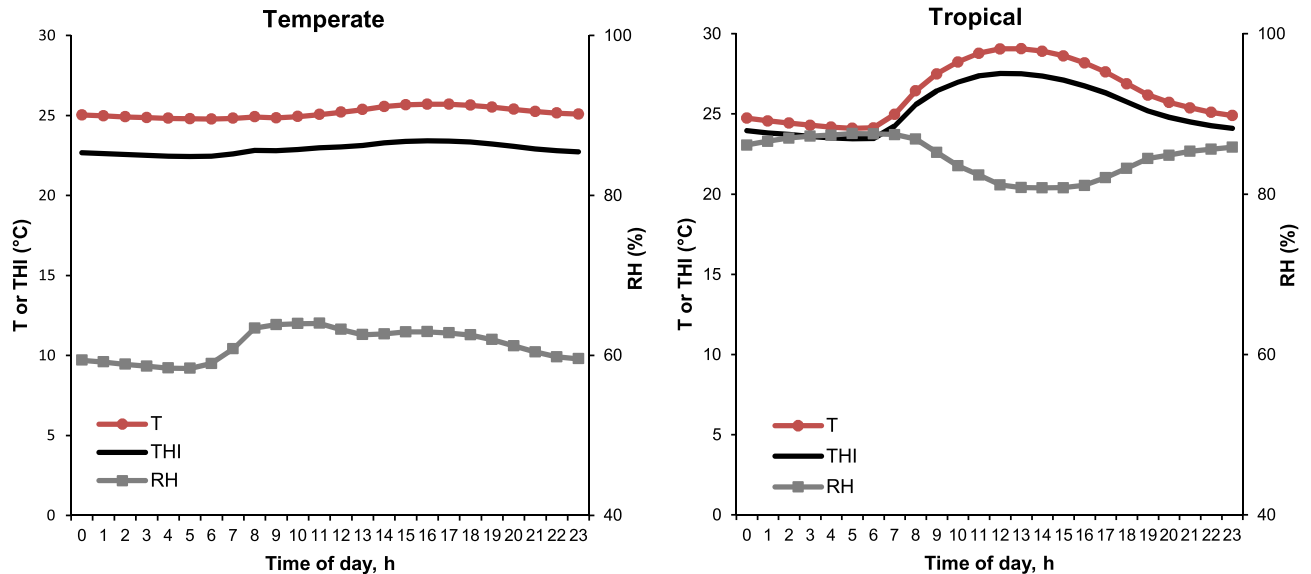 Temperate
30
25
20
15
10
5
0
100
80
60
40
T or THI (°C)
RH (%)
T
THI
RH
0 1 2 3 4 5 6 7 8 9 10 11 12 13 14 15 16 17 18 19 20 21 22 23
Time of day, h
Tropical
30
25
20
15
10
5
0
100
80
60
40
T or THI (°C)
RH (%)
T
THI
RH
0 1 2 3 4 5 6 7 8 9 10 11 12 13 14 15 16 17 18 19 20 21 22 23
Time of day, h